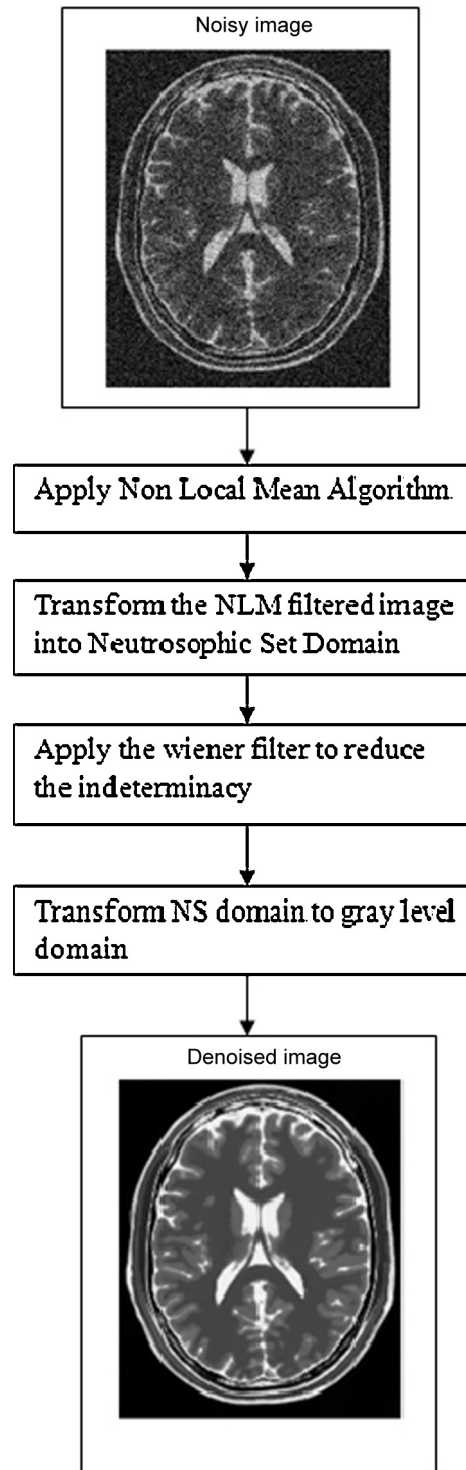 Noisy image
Apply Non Local Mean Algorithm
Transform the NLM filtered image
into Neutrosophic Set Domain
Apply the wiener filter to reduce
the indeterminacy
Transform NS domain to gray level
domain
Denoised image